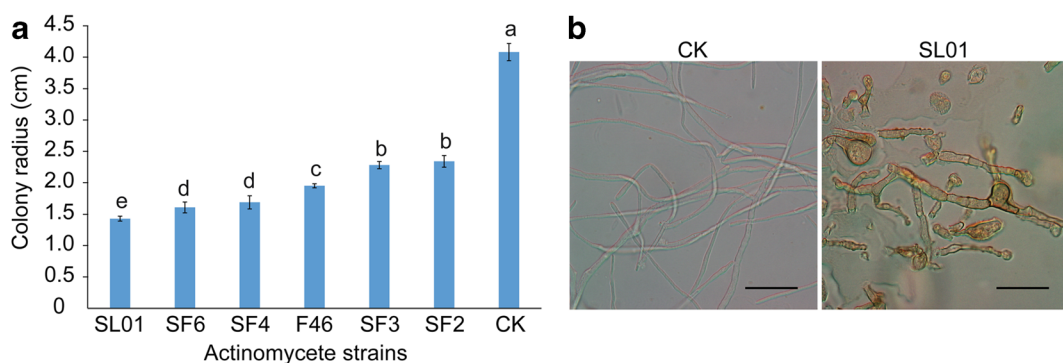 a
Colony radius (cm)
4.5
4.0
3.5
3.0
2.5
2.0
1.5
1.0
0.5
0
e
d
d
c
b
b
a
SL01 SF6 SF4 F46 SF3 SF2 CK
Actinomycete strains
b
CK SL01